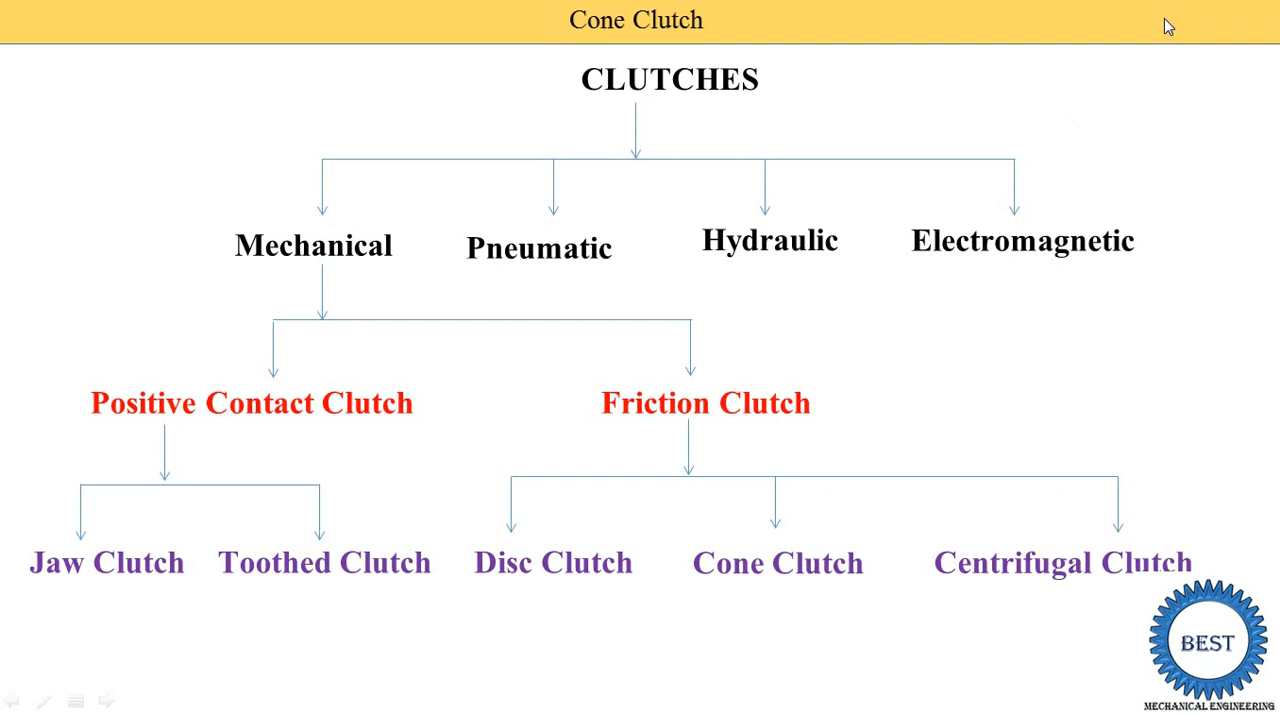 Cone Clutch
CLUTCHES
Mechanical
Pneumatic
Hydraulic
Electromagnetic
Positive Contact Clutch
Friction Clutch
Jaw Clutch
Toothed Clutch
Disc Clutch
Cone Clutch
Centrifugal Clutch
BEST
MECHANICAL ENGINEERING